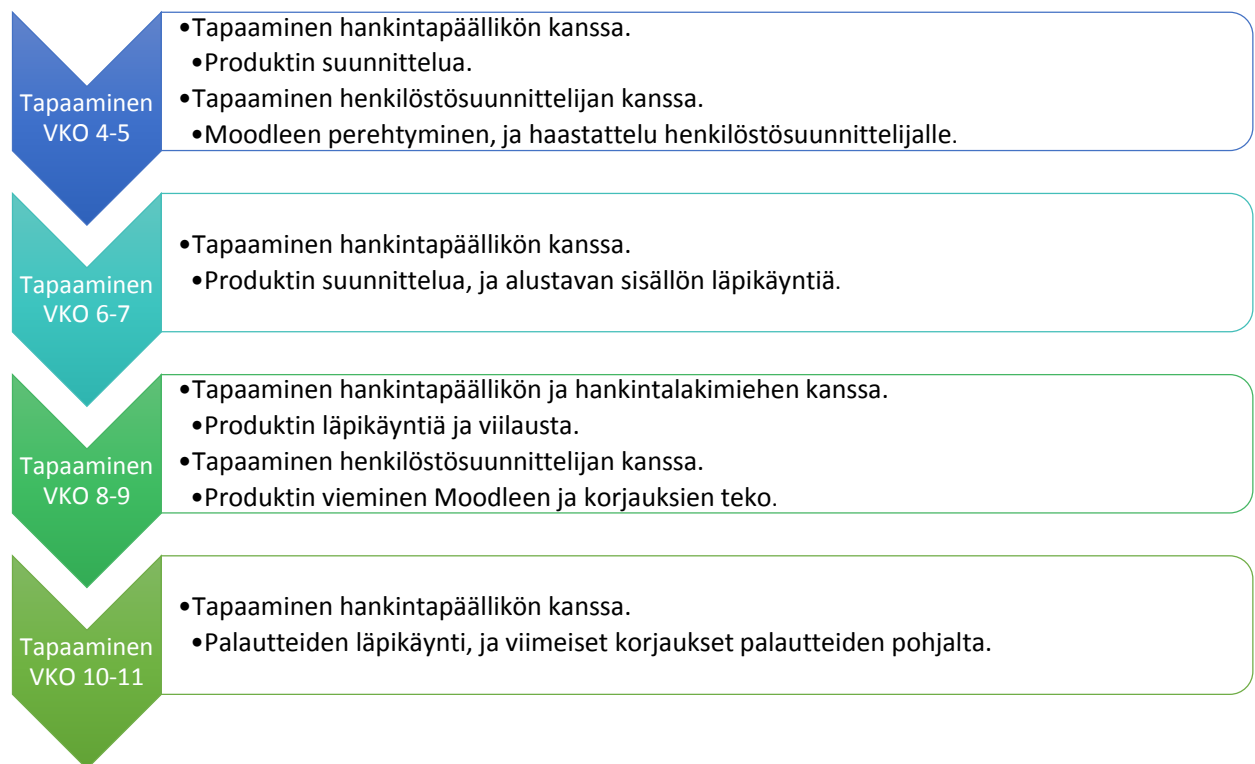 Tapaaminen
VKO 4-5
•Tapaaminen hankintapäällikön kanssa.
•Produktin suunnittelua.
•Tapaaminen henkilöstösuunnittelijan kanssa.
•Moodleen perehtyminen, ja haastattelu henkilöstösuunnittelijalle.
Tapaaminen
VKO 6-7
•Tapaaminen hankintapäällikön kanssa.
•Produktin suunnittelua, ja alustavan sisällön läpikäyntiä.
Tapaaminen
VKO 8-9
•Tapaaminen hankintapäällikön ja hankintalakimiehen kanssa.
•Produktin läpikäyntiä ja viilausta.
•Tapaaminen henkilöstösuunnittelijan kanssa.
•Produktin vieminen Moodleen ja korjauksien teko.
Tapaaminen
VKO 10-11
•Tapaaminen hankintapäällikön kanssa.
•Palautteiden läpikäynti, ja viimeiset korjaukset palautteiden pohjalta.